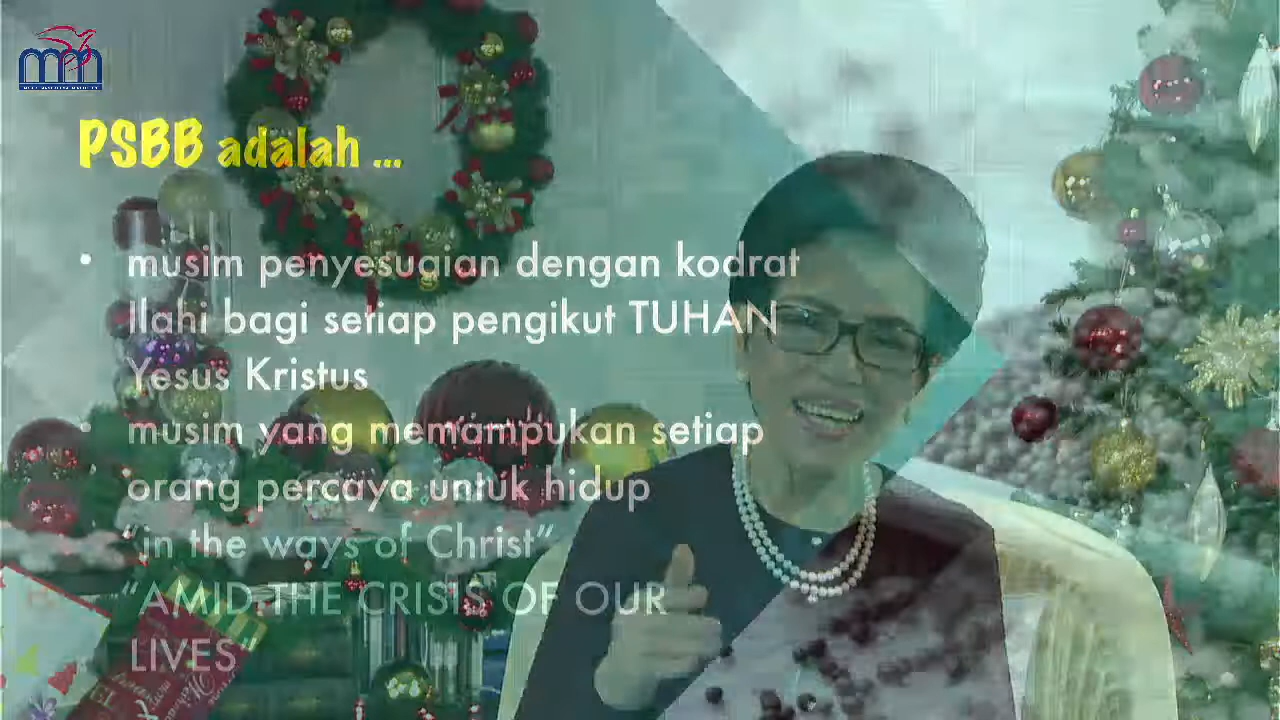 PSBB adalah ...
• musim penyesuaian dengan kodrat
Ilahi bagi setiap pengikut TUHAN
Yesus Kristus
• musim yang memampukan setiap
orang percaya untuk hidup
“in the ways of Christ”
“AMID THE CRISIS OF OUR
LIVES”